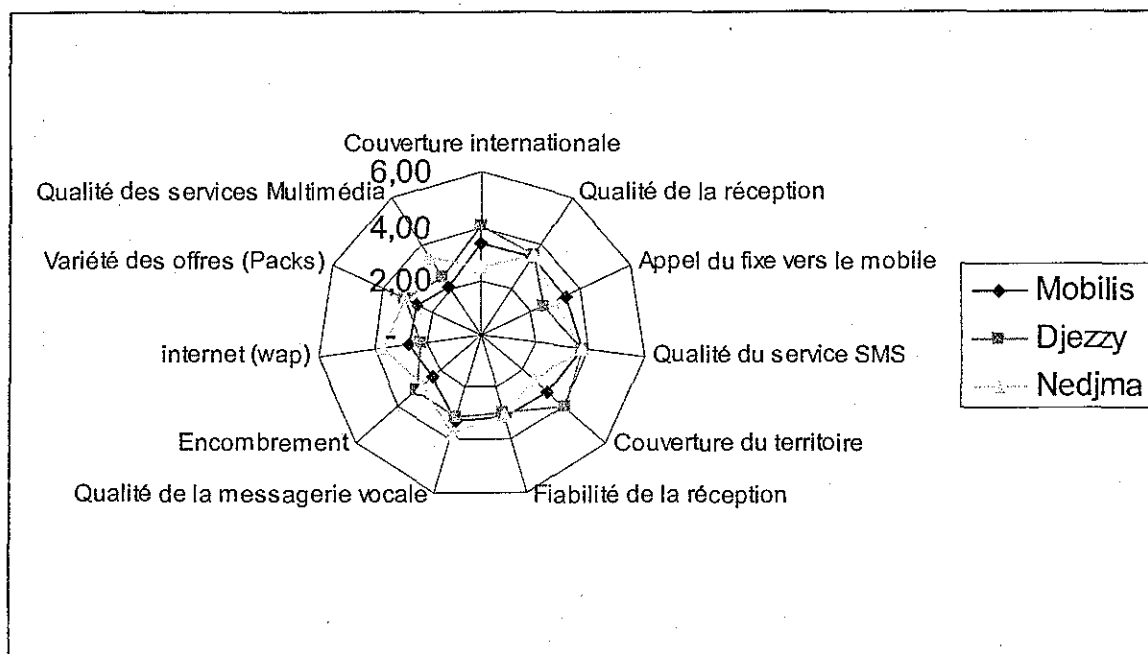 Couverture internationale
6,00
Qualité des services Multimédia
Qualité de la réception
4,00
Variété des offres (Packs)
Appel du fixe vers le mobile
2,00
Mobilis
Djezzy
Nedjma
internet (wap)
Qualité du service SMS
Encombrement
Couverture du territoire
Qualité de la messagerie vocale
Fiabilité de la réception